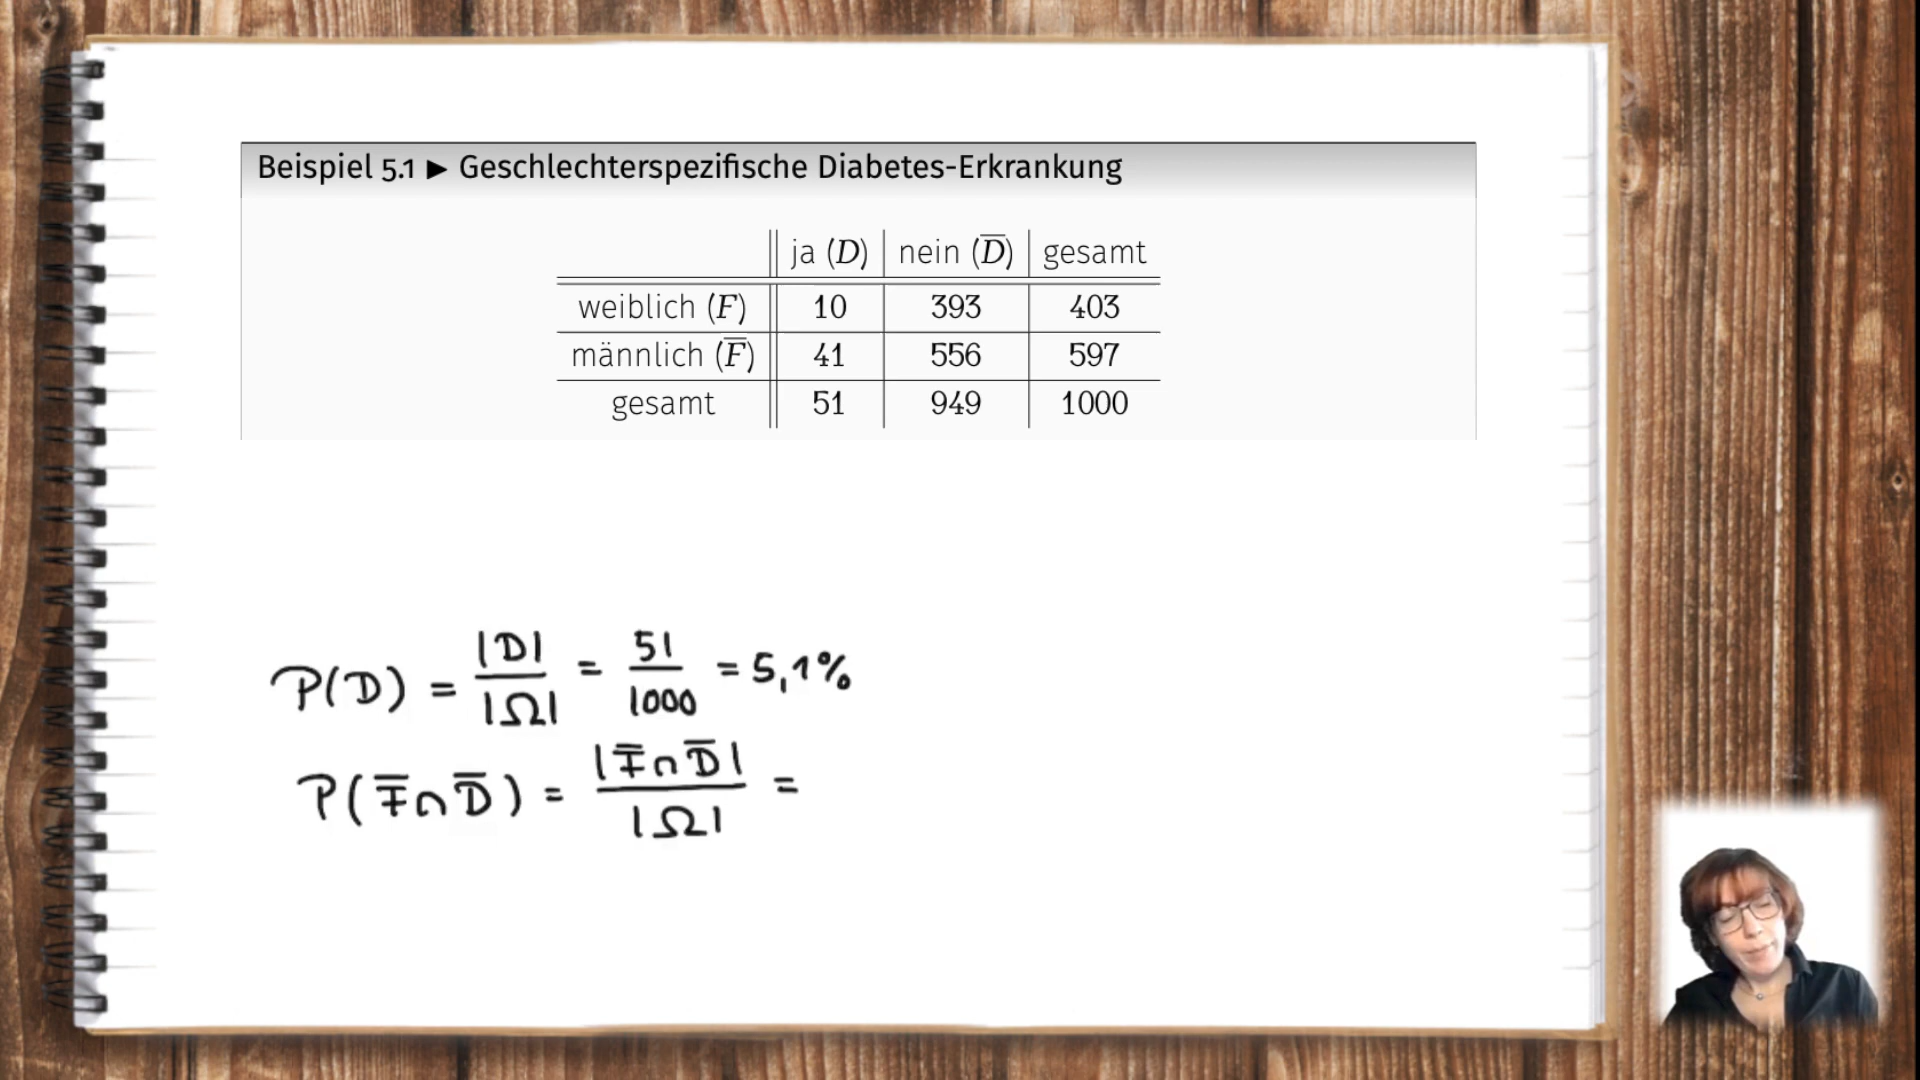 Beispiel 5.1 ▶ Geschlechterspezifische Diabetes-Erkrankung
ja (D) nein (D̅) gesamt
weiblich (F) 10 393 403
männlich (F̅) 41 556 597
gesamt 51 949 1000
P(D) = |D| / |Ω| = 51 / 1000 = 5,1%
P(F̅∩D̅) = |F̅∩D̅| / |Ω| =